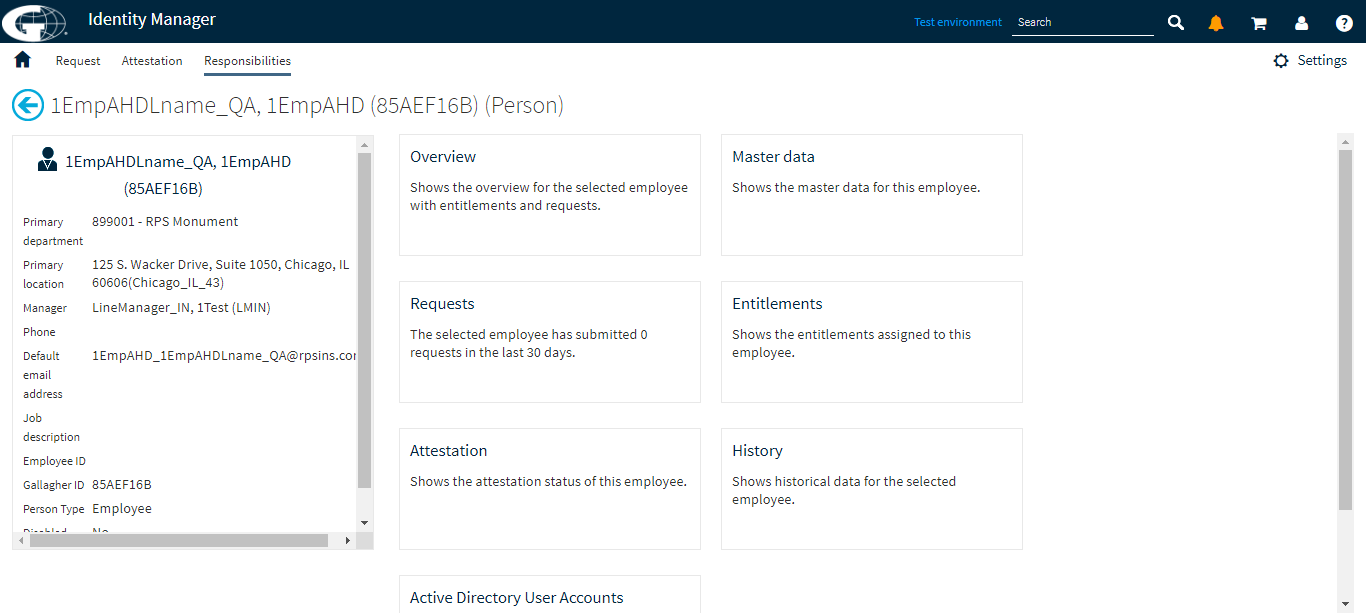 Identity Manager
Test environment
Search
Request
Attestation
Responsibilities
Settings
1EmpAHDLname_QA, 1EmpAHD (85AEF16B) (Person)
1EmpAHDLname_QA, 1EmpAHD
(85AEF16B)
Primary department
899001 - RPS Monument
Primary location
125 S. Wacker Drive, Suite 1050, Chicago, IL
60606(Chicago_IL_43)
Manager
LineManager_IN, 1Test (LMIN)
Phone
Default email address
1EmpAHD_1EmpAHDLname_QA@rpsins.com
Job description
Employee ID
Gallagher ID
85AEF16B
Person Type
Employee
Disabled
No
Overview
Shows the overview for the selected employee
with entitlements and requests.
Master data
Shows the master data for this employee.
Requests
The selected employee has submitted 0
requests in the last 30 days.
Entitlements
Shows the entitlements assigned to this
employee.
Attestation
Shows the attestation status of this employee.
History
Shows historical data for the selected
employee.
Active Directory User Accounts